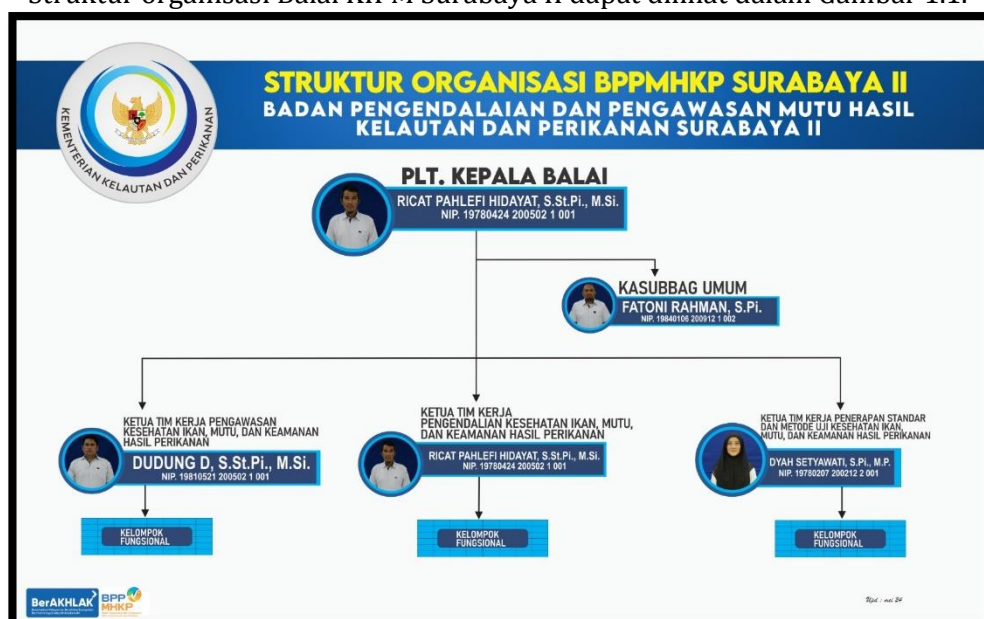 Struktur organisasi Balai KIPM Surabaya II dapat dilihat dalam Gambar 1.1.
KEMENTERIAN KELAUTAN DAN PERIKANAN
STRUKTUR ORGANISASI BPPMHKP SURABAYA II
BADAN PENGENDALAIAN DAN PENGAWASAN MUTU HASIL
KELAUTAN DAN PERIKANAN SURABAYA II
PLT. KEPALA BALAI
RICAT PAHLEFI HIDAYAT, S.St.Pi., M.Si.
NIP. 19780424 200502 1 001
KASUBBAG UMUM
FATONI RAHMAN, S.Pi.
NIP. 19840106 200912 1 002
KETUA TIM KERJA PENGAWASAN
KESEHATAN IKAN, MUTU, DAN KEAMANAN
HASIL PERIKANAN
DUDUNG D, S.St.Pi., M.Si.
NIP. 19810521 200502 1 001
KELOMPOK
FUNGSIONAL
KETUA TIM KERJA
PENGENDALIAN KESEHATAN IKAN, MUTU,
DAN KEAMANAN HASIL PERIKANAN
RICAT PAHLEFI HIDAYAT, S.St.Pi., M.Si.
NIP. 19780424 200502 1 001
KELOMPOK
FUNGSIONAL
KETUA TIM KERJA PENERAPAN STANDAR
DAN METODE UJI KESEHATAN IKAN,
MUTU, DAN KEAMANAN HASIL PERIKANAN
DYAH SETYAWATI, S.Pi., M.P.
NIP. 19780207 200212 2 001
KELOMPOK
FUNGSIONAL
BerAKHLAK
BPP
MHKP